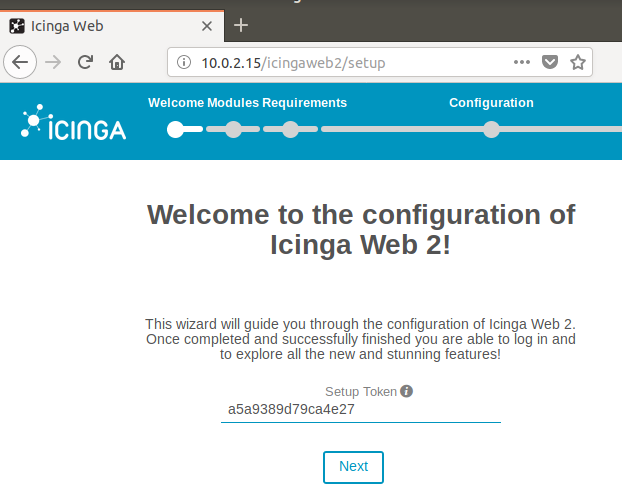 Icinga Web
10.0.2.15/icingaweb2/setup
ICINGA
Welcome Modules Requirements Configuration
Welcome to the configuration of
Icinga Web 2!
This wizard will guide you through the configuration of Icinga Web 2.
Once completed and successfully finished you are able to log in and
to explore all the new and stunning features!
Setup Token
a5a9389d79ca4e27
Next